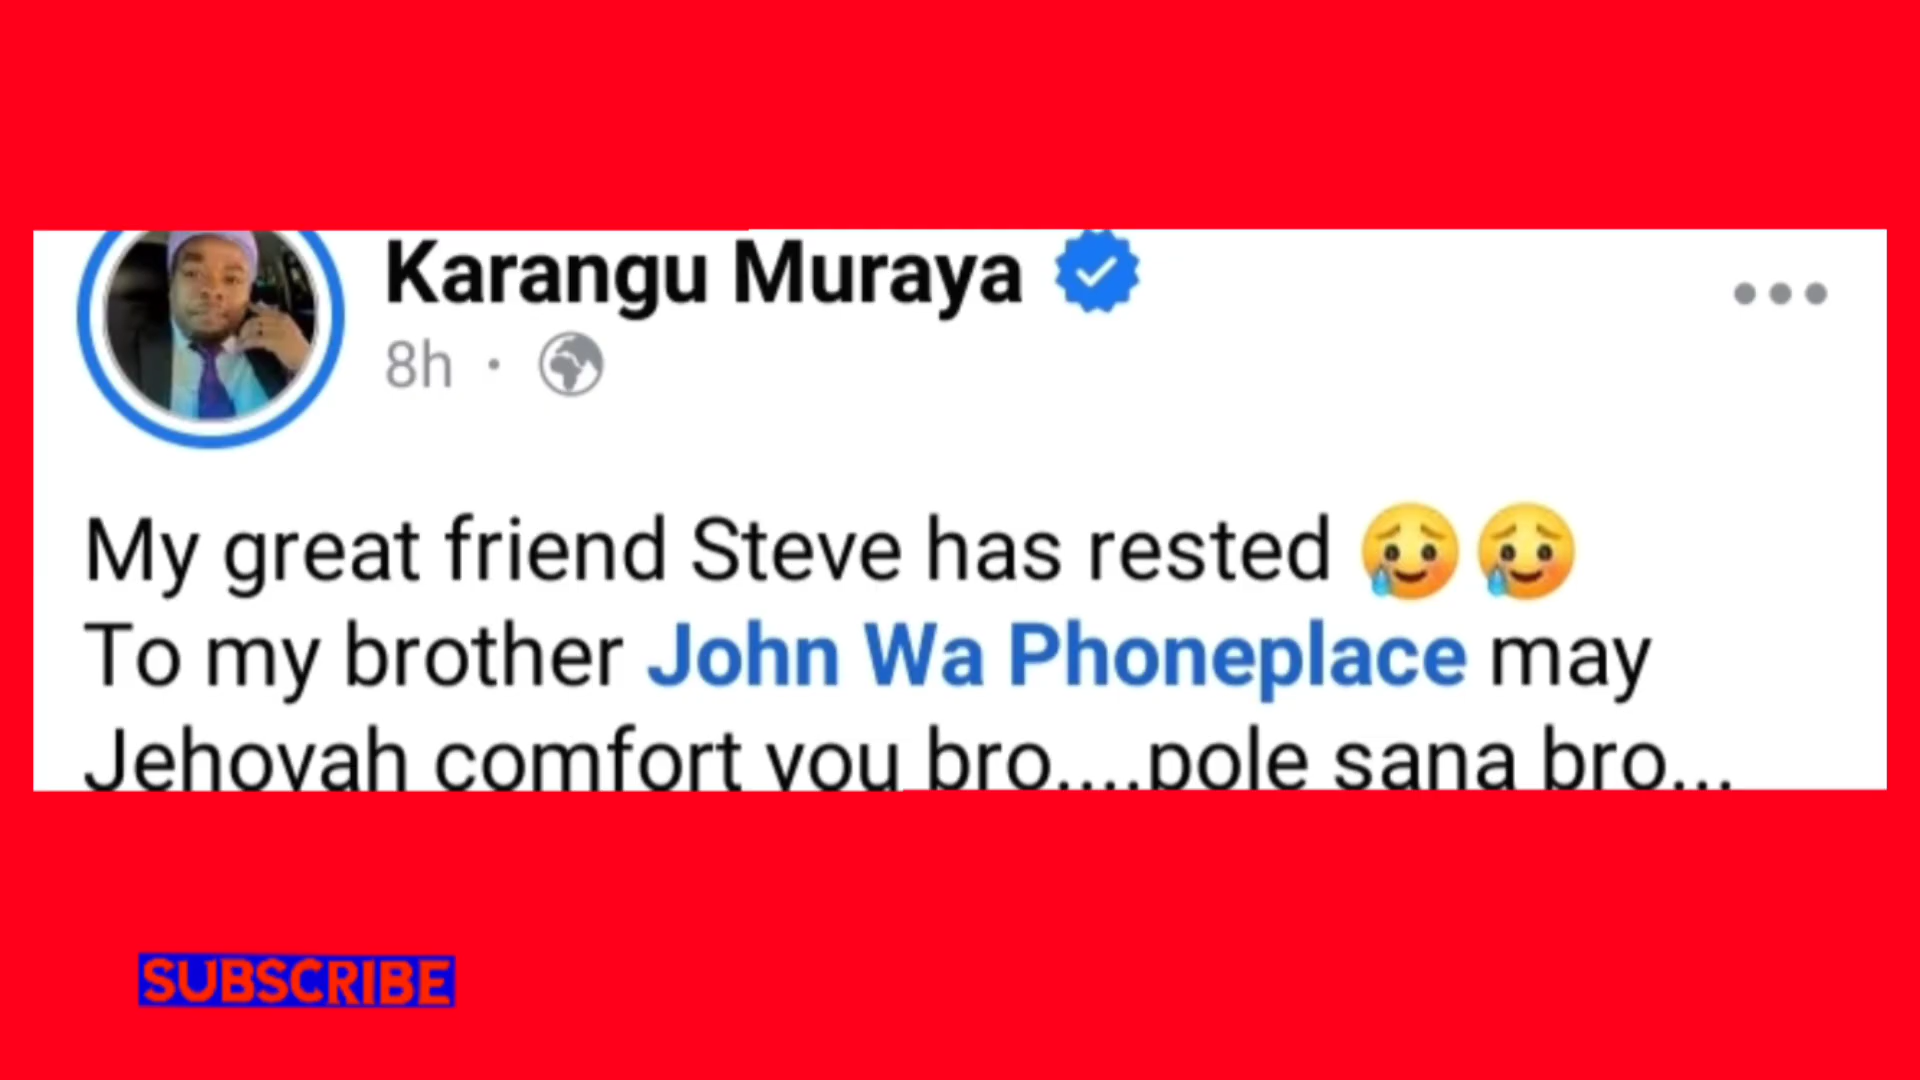 Karangu Muraya
8h ·
My great friend Steve has rested 🥲🥲
To my brother John Wa Phoneplace may
Jehovah comfort you bro....pole sana bro...
SUBSCRIBE